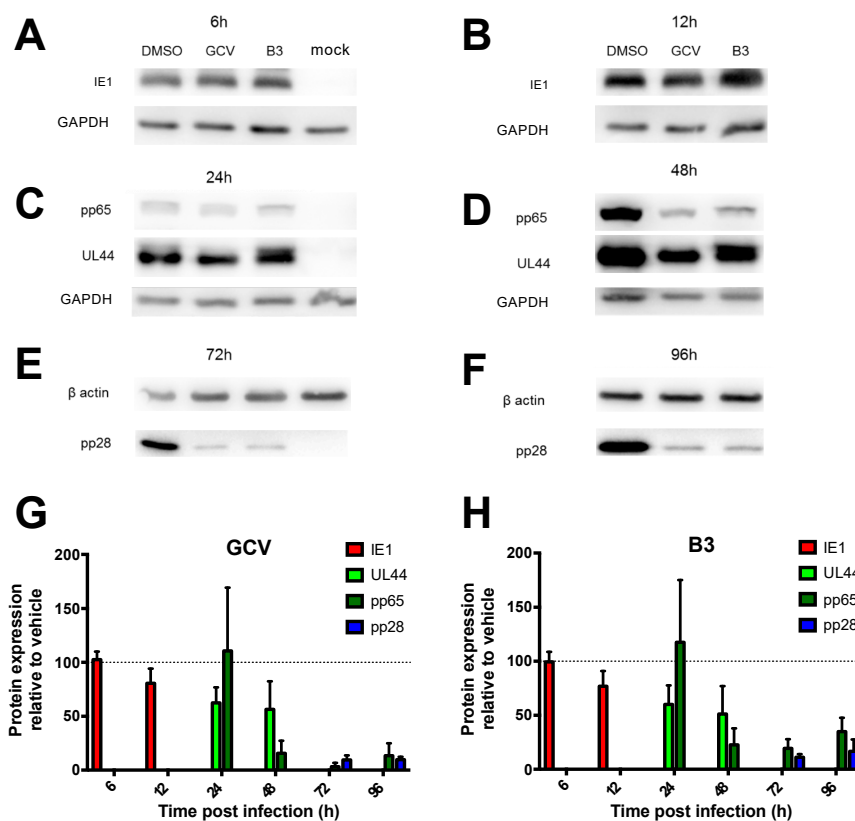 A
6h
DMSO GCV B3 mock
IE1
GAPDH
B
12h
DMSO GCV B3
IE1
GAPDH
C
24h
pp65
UL44
GAPDH
D
48h
pp65
UL44
GAPDH
E
72h
β actin
pp28
F
96h
β actin
pp28
G
GCV
IE1
UL44
pp65
pp28
Protein expression
relative to vehicle
200
150
100
50
0
6 12 24 48 72 96
Time post infection (h)
H
B3
IE1
UL44
pp65
pp28
Protein expression
relative to vehicle
200
150
100
50
0
6 12 24 48 72 96
Time post infection (h)